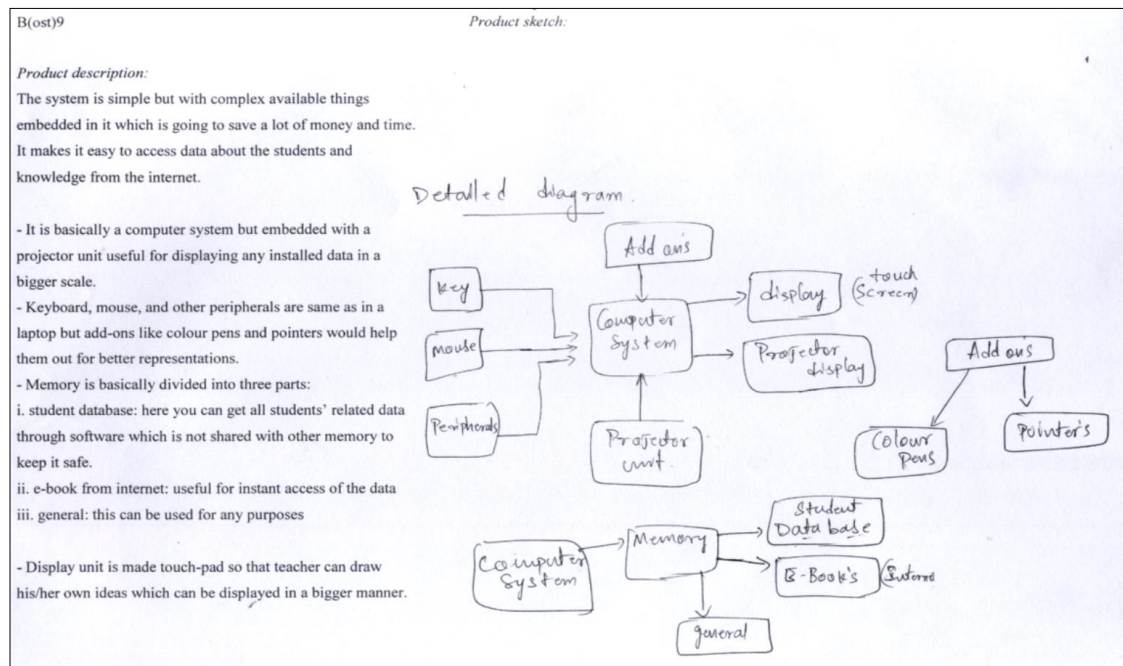 B(ost)9
Product sketch:
Product description:
The system is simple but with complex available things
embedded in it which is going to save a lot of money and time.
It makes it easy to access data about the students and
knowledge from the internet.
- It is basically a computer system but embedded with a
projector unit useful for displaying any installed data in a
bigger scale.
- Keyboard, mouse, and other peripherals are same as in a
laptop but add-ons like colour pens and pointers would help
them out for better representations.
- Memory is basically divided into three parts:
i. student database: here you can get all students' related data
through software which is not shared with other memory to
keep it safe.
ii. e-book from internet: useful for instant access of the data
iii. general: this can be used for any purposes
- Display unit is made touch-pad so that teacher can draw
his/her own ideas which can be displayed in a bigger manner.
Detailed diagram
Add on's
Key
Mouse
Peripherals
Computer
System
display
(touch
Screen)
Projector
display
Projector
unit
Add on's
Colour
Pens
Pointer's
Computer
System
Memory
Student
Data base
E-Book's
general